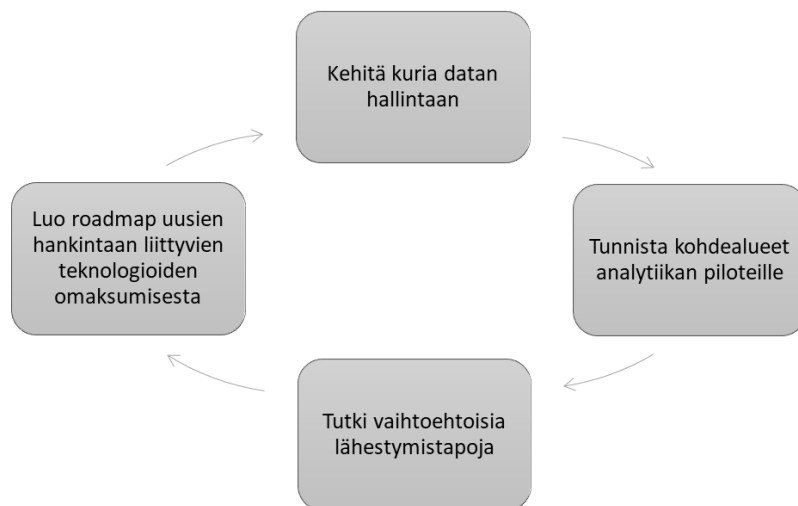 Kehitä kuria datan
hallintaan
Tunnista kohdealueet
analytiikan piloteille
Tutki vaihtoehtoisia
lähestymistapoja
Luo roadmap uusien
hankintaan liittyvien
teknologioiden
omaksumisesta